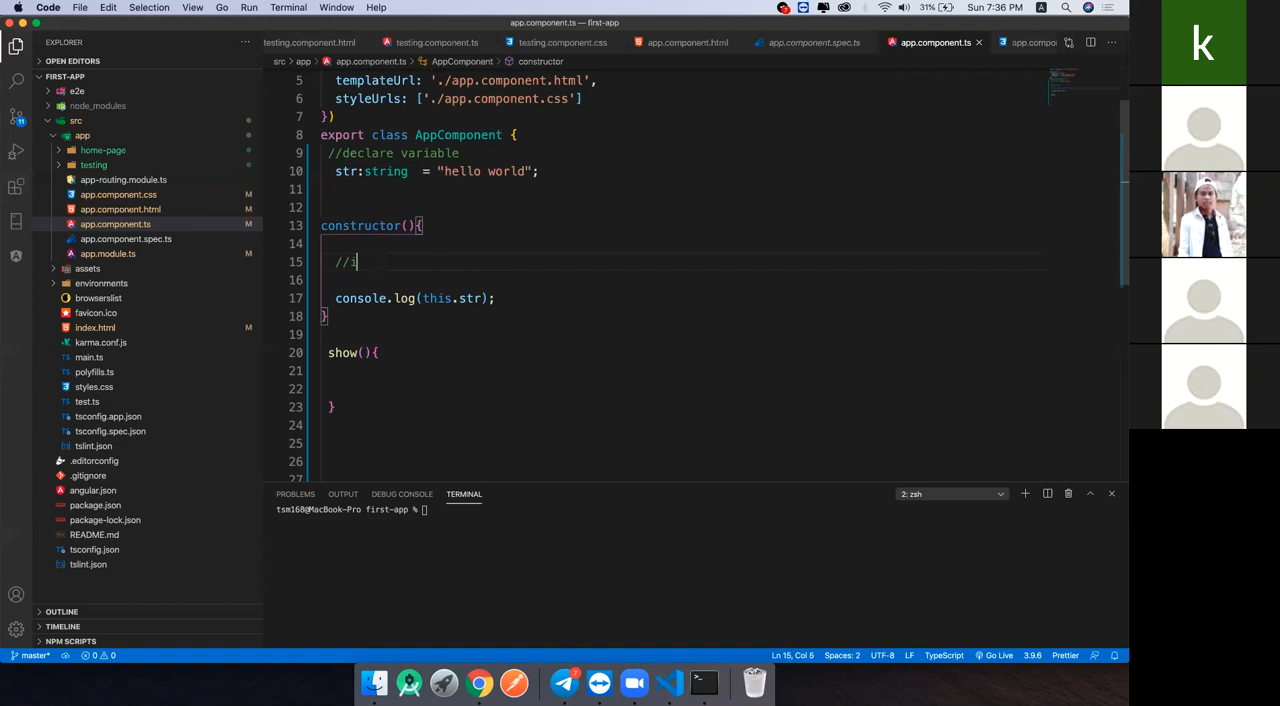 Code File Edit Selection View Go Run Terminal Window Help 31% Sun 7:36 PM A
app.component.ts — first-app
EXPLORER
testing.component.html testing.component.ts testing.component.css app.component.html app.component.spec.ts app.component.ts app.compon
src > app > app.component.ts > AppComponent > constructor
OPEN EDITORS
FIRST-APP
e2e
node_modules
src
app
home-page
testing
app-routing.module.ts
app.component.css M
app.component.html M
app.component.ts M
app.component.spec.ts
app.module.ts M
assets
environments
browserslist
favicon.ico
index.html M
karma.conf.js
main.ts
polyfills.ts
styles.css
test.ts
tsconfig.app.json
tsconfig.spec.json
tslint.json
.editorconfig
.gitignore
angular.json
package.json
package-lock.json
README.md
tsconfig.json
tslint.json
OUTLINE
TIMELINE
NPM SCRIPTS
11
5 templateUrl: './app.component.html',
6 styleUrls: ['./app.component.css']
7 })
8 export class AppComponent {
9 //declare variable
10 str:string = "hello world";
11
12
13 constructor(){
14
15 //i
16
17 console.log(this.str);
18 }
19
20 show(){
21
22
23 }
24
25
26
27
PROBLEMS OUTPUT DEBUG CONSOLE TERMINAL 2: zsh
tsm168@MacBook-Pro first-app %
master* 0 0 Ln 15, Col 5 Spaces: 2 UTF-8 LF TypeScript Go Live 3.9.6 Prettier
7
k